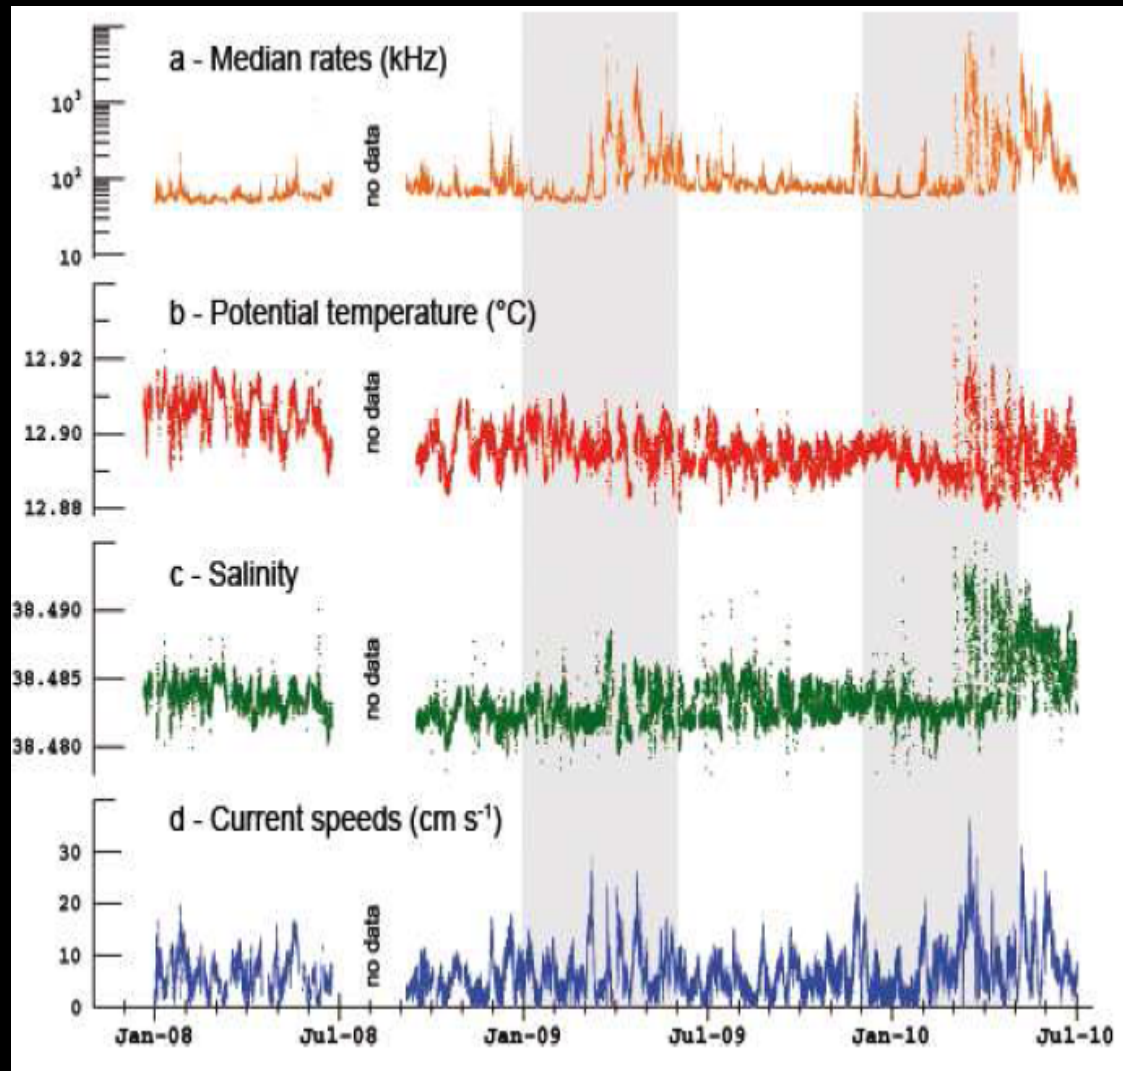 a - Median rates (kHz)
10³
10²
10
no data
b - Potential temperature (°C)
12.92
12.90
12.88
no data
c - Salinity
38.490
38.485
38.480
no data
d - Current speeds (cm s⁻¹)
30
20
10
0
no data
Jan-08 Jul-08 Jan-09 Jul-09 Jan-10 Jul-10